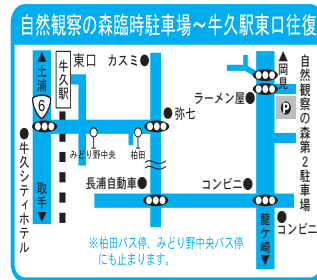 自然観察の森臨時駐車場〜牛久駅東口往復
▲土浦
6
牛久駅
東口
カスミ●
▲岡見
ラーメン屋●
P
自然観察の森第2駐車場
●弥七
みどり野中央
柏田
●牛久シティホテル
取手▼
長浦自動車●
コンビニ●
龍ケ崎▼
●コンビニ
※柏田バス停、みどり野中央バス停
にも止まります。